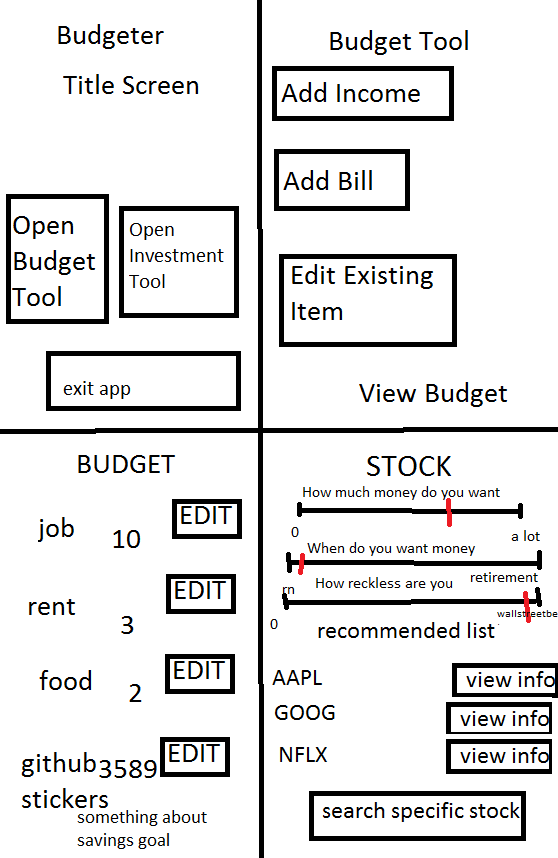 Budgeter
Title Screen
Open
Budget
Tool
Open
Investment
Tool
exit app
Budget Tool
Add Income
Add Bill
Edit Existing
Item
View Budget
BUDGET
job 10 EDIT
rent 3 EDIT
food 2 EDIT
github 3589 EDIT
stickers
something about
savings goal
STOCK
How much money do you want
0 a lot
When do you want money
rn retirement
How reckless are you
0 wallstreetbe
recommended list
AAPL view info
GOOG view info
NFLX view info
search specific stock